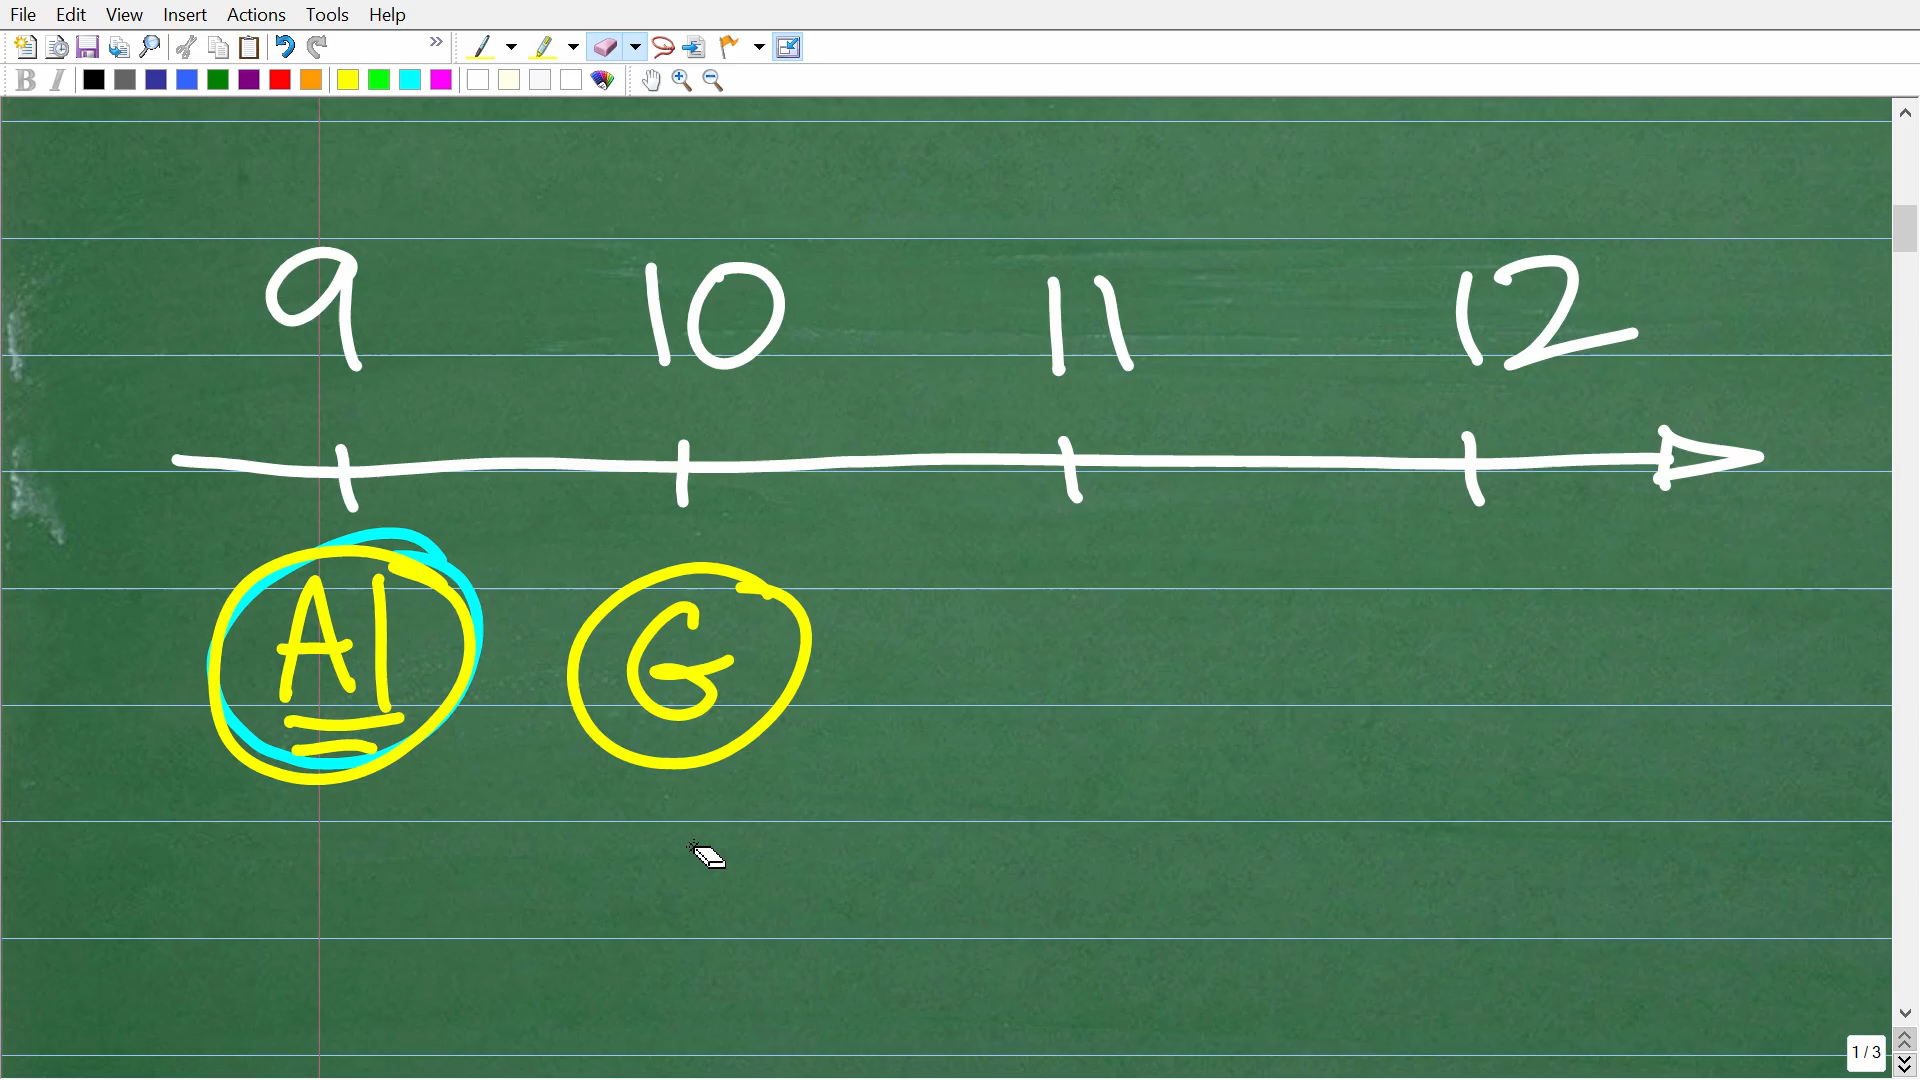 File Edit View Insert Actions Tools Help
B I
9 10 11 12
A1 G
1 / 3